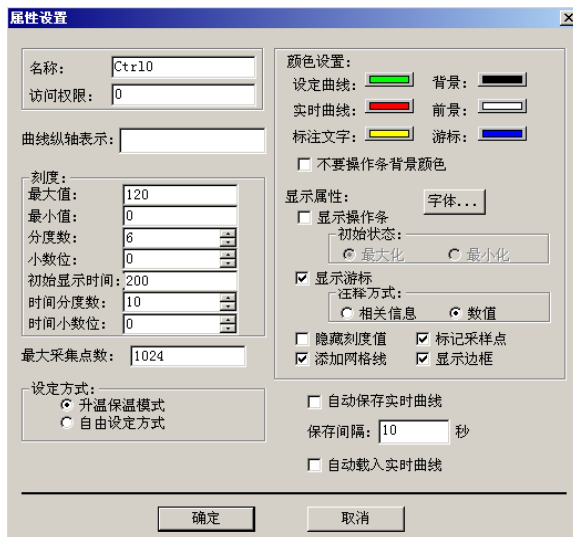 属性设置
名称: Ctrl0
访问权限: 0
曲线纵轴表示:
刻度:
最大值: 120
最小值: 0
分度数: 6
小数位: 0
初始显示时间: 200
时间分度数: 10
时间小数位: 0
最大采集点数: 1024
设定方式:
升温保温模式
自由设定方式
颜色设置:
设定曲线: 背景:
实时曲线: 前景:
标注文字: 游标:
不要操作条背景颜色
显示属性: 字体...
显示操作条
初始状态:
最大化 最小化
显示游标
注释方式:
相关信息 数值
隐藏刻度值 标记采样点
添加网格线 显示边框
自动保存实时曲线
保存间隔: 10 秒
自动载入实时曲线
确定 取消